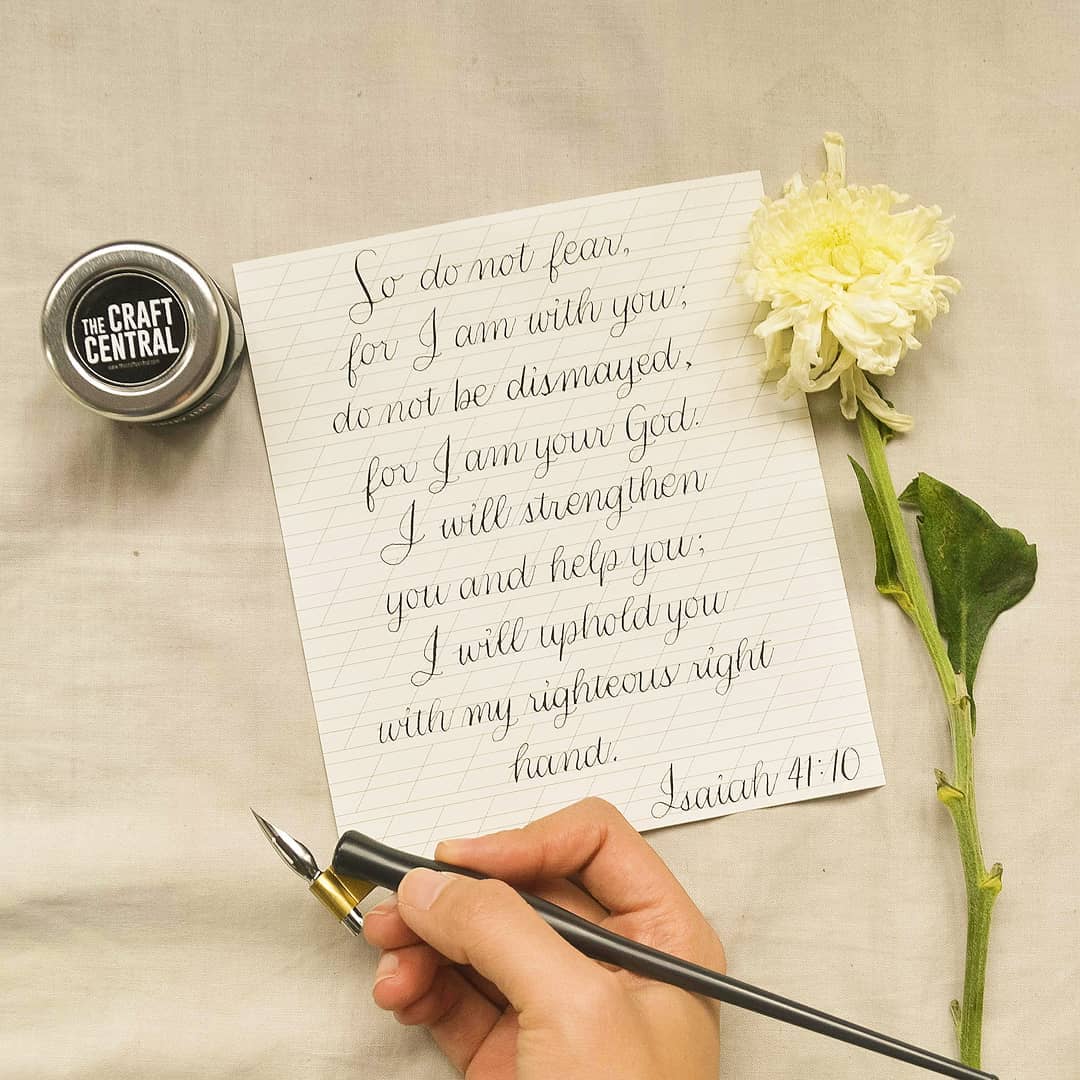 THE CRAFT
CENTRAL
So do not fear,
for I am with you;
do not be dismayed,
for I am your God.
I will strengthen
you and help you;
I will uphold you
with my righteous right
hand.
Isaiah 41:10